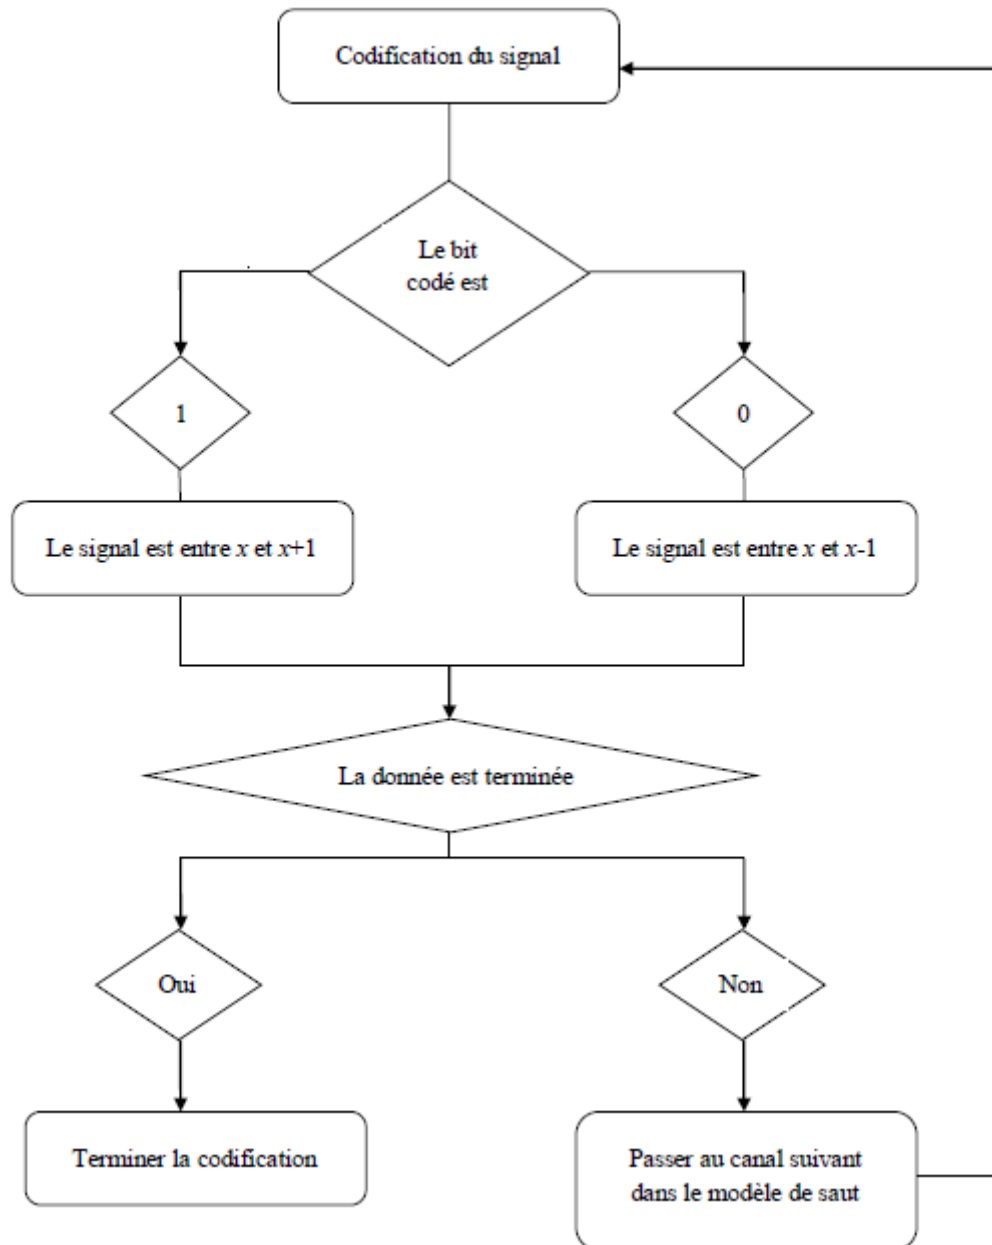 Codification du signal
Le bit
codé est
1
0
Le signal est entre x et x+1
Le signal est entre x et x-1
La donnée est terminée
Oui
Non
Terminer la codification
Passer au canal suivant
dans le modèle de saut